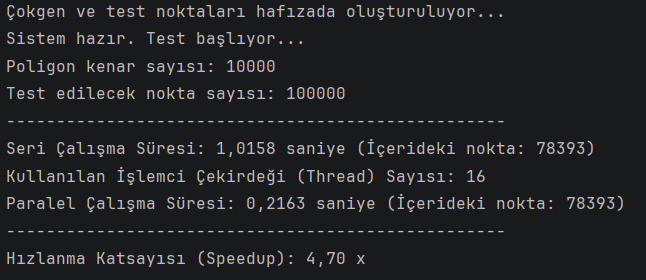 Çokgen ve test noktaları hafızada oluşturuluyor...
Sistem hazır. Test başlıyor...
Poligon kenar sayısı: 10000
Test edilecek nokta sayısı: 100000
--------------------------------------------------
Seri Çalışma Süresi: 1,0158 saniye (İçerideki nokta: 78393)
Kullanılan İşlemci Çekirdeği (Thread) Sayısı: 16
Paralel Çalışma Süresi: 0,2163 saniye (İçerideki nokta: 78393)
--------------------------------------------------
Hızlanma Katsayısı (Speedup): 4,70 x